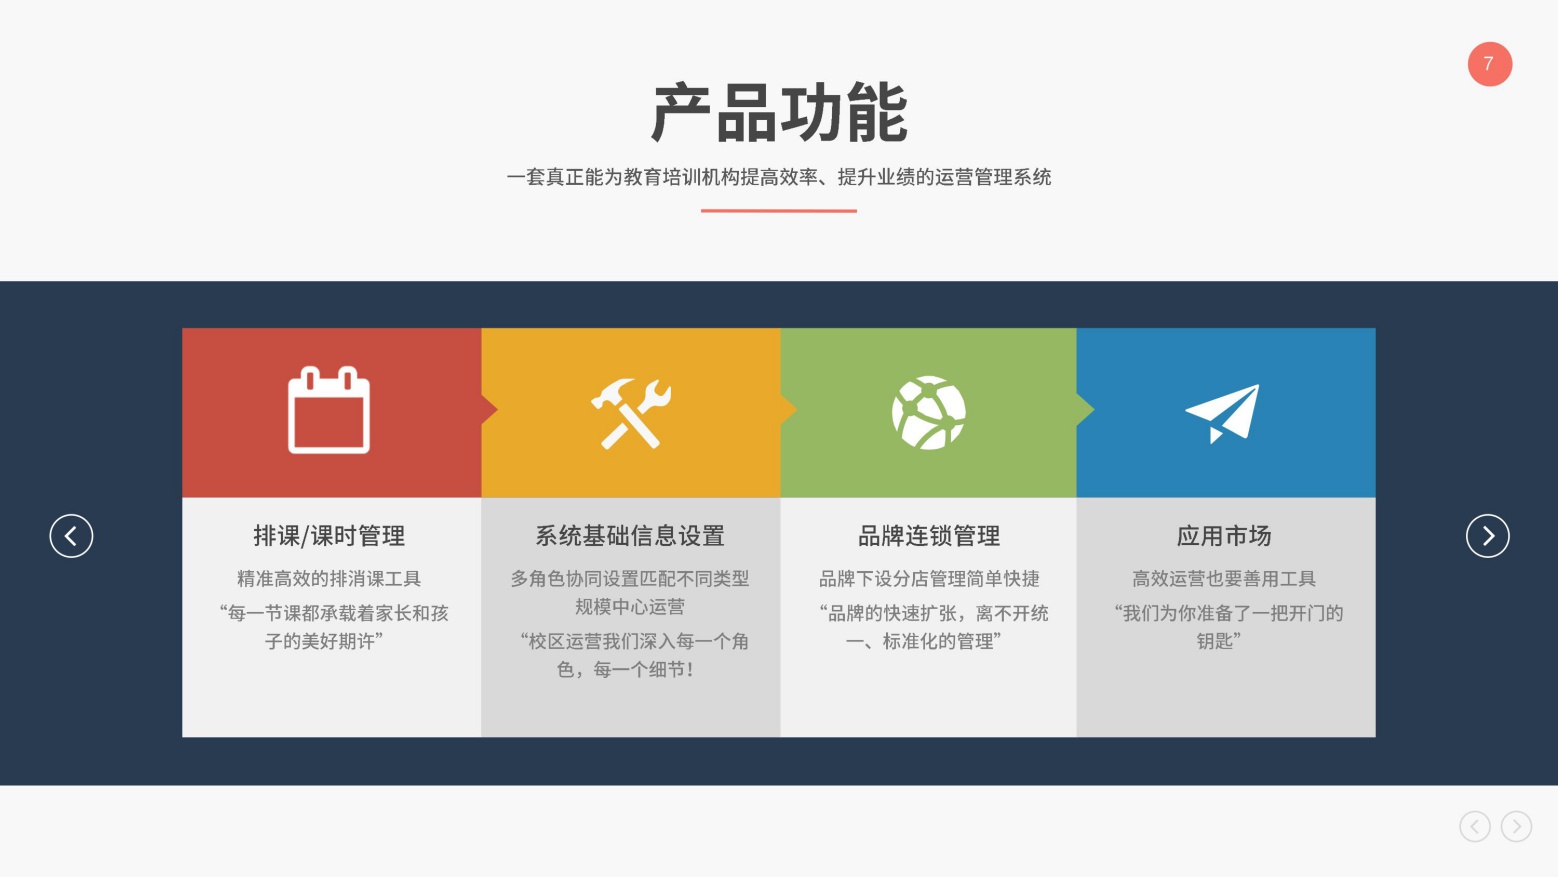 7
产品功能
一套真正能为教育培训机构提高效率、提升业绩的运营管理系统
排课/课时管理
精准高效的排消课工具
“每一节课都承载着家长和孩
子的美好期许”
系统基础信息设置
多角色协同设置匹配不同类型
规模中心运营
“校区运营我们深入每一个角
色，每一个细节！
品牌连锁管理
品牌下设分店管理简单快捷
“品牌的快速扩张，离不开统
一、标准化的管理”
应用市场
高效运营也要善用工具
“我们为你准备了一把开门的
钥匙”